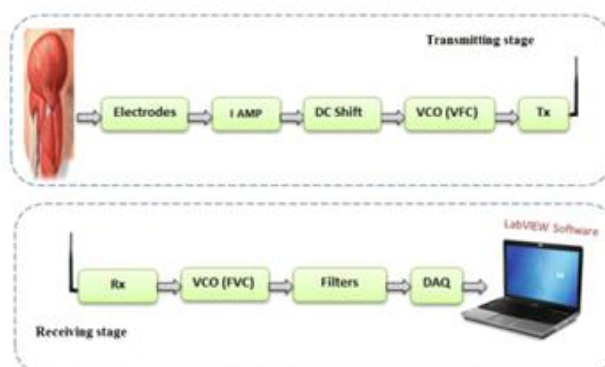 Transmitting stage
Electrodes
I AMP
DC Shift
VCO (VFC)
Tx
LabVIEW Software
Rx
VCO (FVC)
Filters
DAQ
Receiving stage